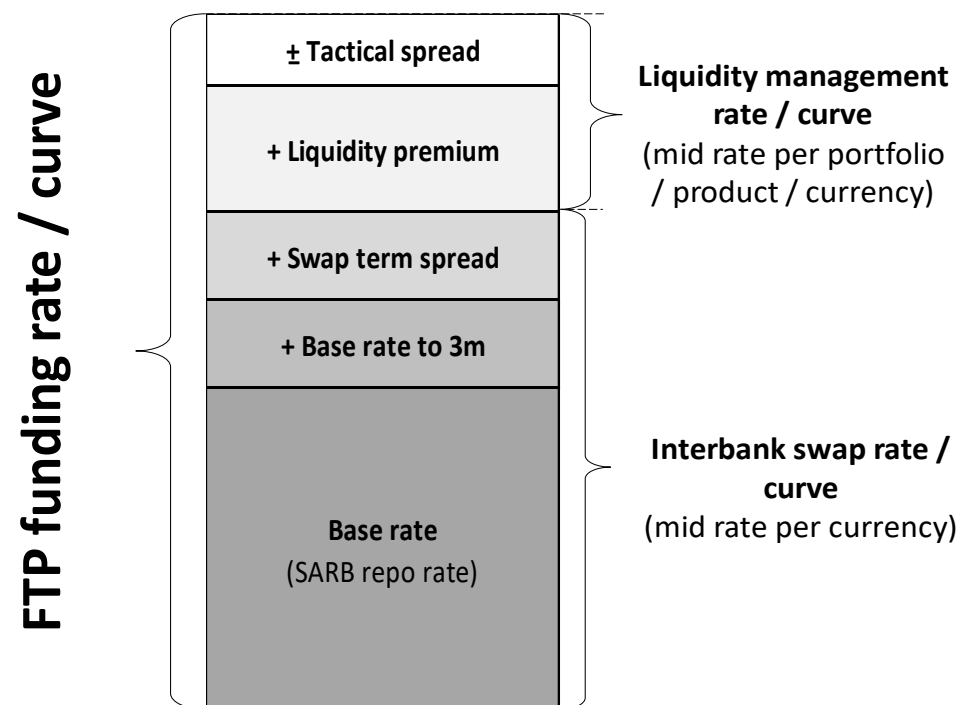 FTP funding rate / curve
± Tactical spread
+ Liquidity premium
+ Swap term spread
+ Base rate to 3m
Base rate
(SARB repo rate)
Liquidity management
rate / curve
(mid rate per portfolio
/ product / currency)
Interbank swap rate /
curve
(mid rate per currency)